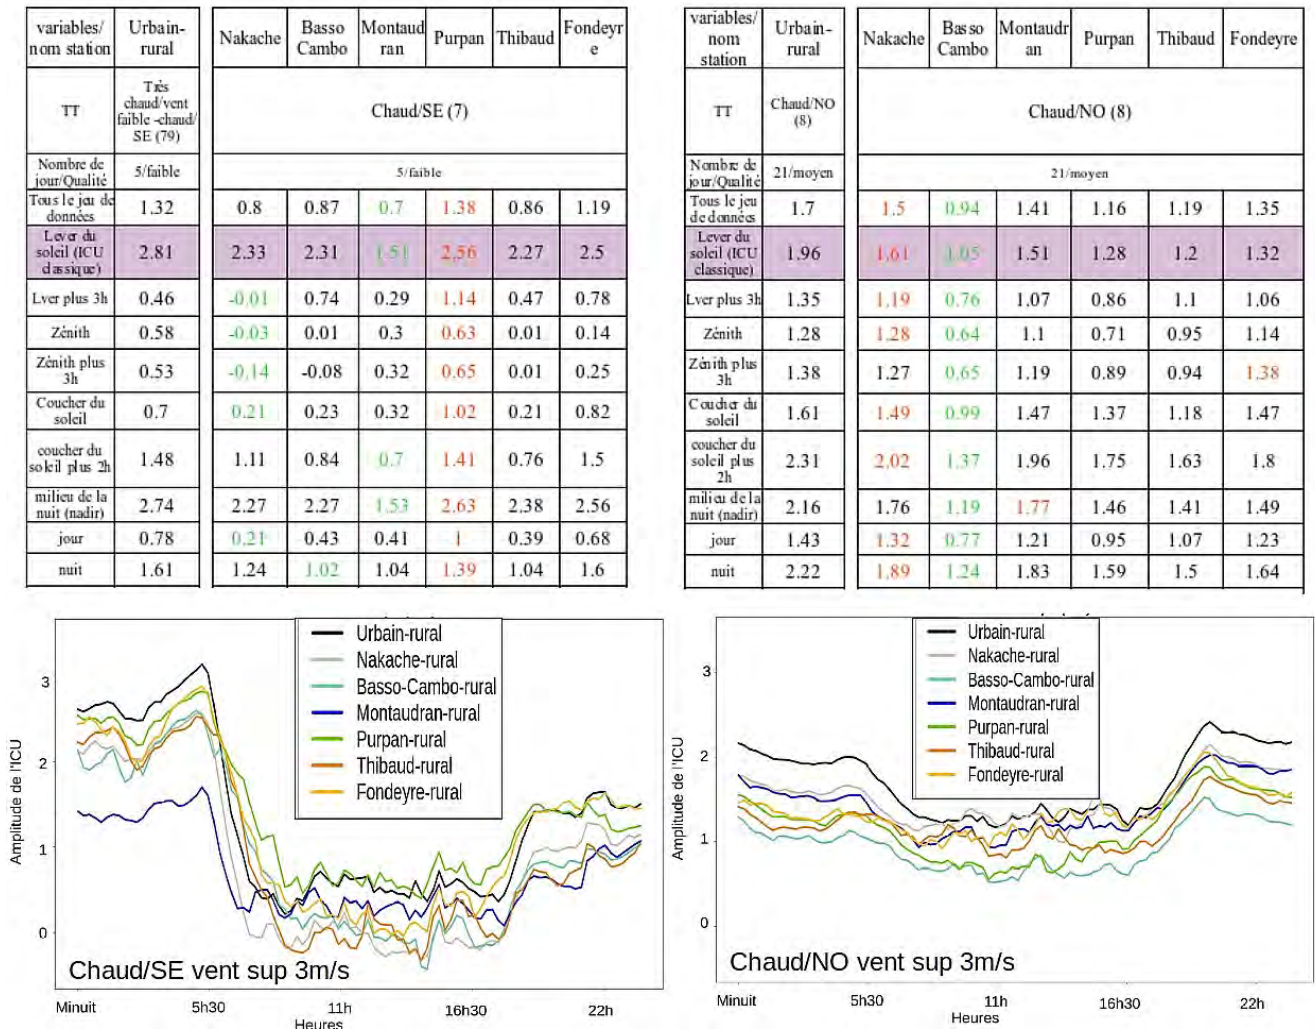 variables/ nom station Urbain-rural Nakache Basso Cambo Montaud ran Purpan Thibaud Fondeyr e
TT Très chaud/vent faible -chaud/ SE (79) Chaud/SE (7)
Nombre de jour/Qualité 5/faible 5/faible
Tous le jeu de données 1.32 0.8 0.87 0.7 1.38 0.86 1.19
Lever du soleil (ICU classique) 2.81 2.33 2.31 1.51 2.56 2.27 2.5
Lver plus 3h 0.46 -0.01 0.74 0.29 1.14 0.47 0.78
Zénith 0.58 -0.03 0.01 0.3 0.63 0.01 0.14
Zénith plus 3h 0.53 -0.14 -0.08 0.32 0.65 0.01 0.25
Coucher du soleil 0.7 0.21 0.23 0.32 1.02 0.21 0.82
coucher du soleil plus 2h 1.48 1.11 0.84 0.7 1.41 0.76 1.5
milieu de la nuit (nadir) 2.74 2.27 2.27 1.53 2.63 2.38 2.56
jour 0.78 0.21 0.43 0.41 1 0.39 0.68
nuit 1.61 1.24 1.02 1.04 1.39 1.04 1.6
variables/ nom station Urbain-rural Nakache Basso Cambo Montaudr an Purpan Thibaud Fondeyre
TT Chaud/NO (8) Chaud/NO (8)
Nombre de jour/Qualité 21/moyen 21/moyen
Tous le jeu de données 1.7 1.5 0.94 1.41 1.16 1.19 1.35
Lever du soleil (ICU classique) 1.96 1.61 1.05 1.51 1.28 1.2 1.32
Lver plus 3h 1.35 1.19 0.76 1.07 0.86 1.1 1.06
Zénith 1.28 1.28 0.64 1.1 0.71 0.95 1.14
Zénith plus 3h 1.38 1.27 0.65 1.19 0.89 0.94 1.38
Coucher du soleil 1.61 1.49 0.99 1.47 1.37 1.18 1.47
coucher du soleil plus 2h 2.31 2,02 1.37 1.96 1.75 1.63 1.8
milieu de la nuit (nadir) 2.16 1.76 1.19 1.77 1.46 1.41 1.49
jour 1.43 1.32 0.77 1.21 0.95 1.07 1.23
nuit 2.22 1.89 1.24 1.83 1.59 1.5 1.64
Urbain-rural
Nakache-rural
Basso-Cambo-rural
Montaudran-rural
Purpan-rural
Thibaud-rural
Fondeyre-rural
Amplitude de l'ICU
3
2
1
0
Chaud/SE vent sup 3m/s
Minuit 5h30 11h 16h30 22h
Heures
Urbain-rural
Nakache-rural
Basso-Cambo-rural
Montaudran-rural
Purpan-rural
Thibaud-rural
Fondeyre-rural
Amplitude de l'ICU
3
2
1
0
Chaud/NO vent sup 3m/s
Minuit 5h30 11h 16h30 22h
Heures